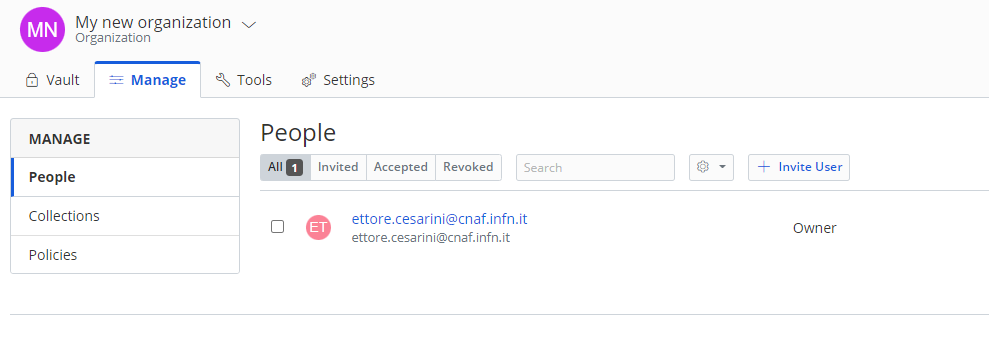 MN
My new organization
Organization
Vault Manage Tools Settings
MANAGE
People
Collections
Policies
People
All 1 Invited Accepted Revoked Search Invite User
ET
ettore.cesarini@cnaf.infn.it
ettore.cesarini@cnaf.infn.it
Owner